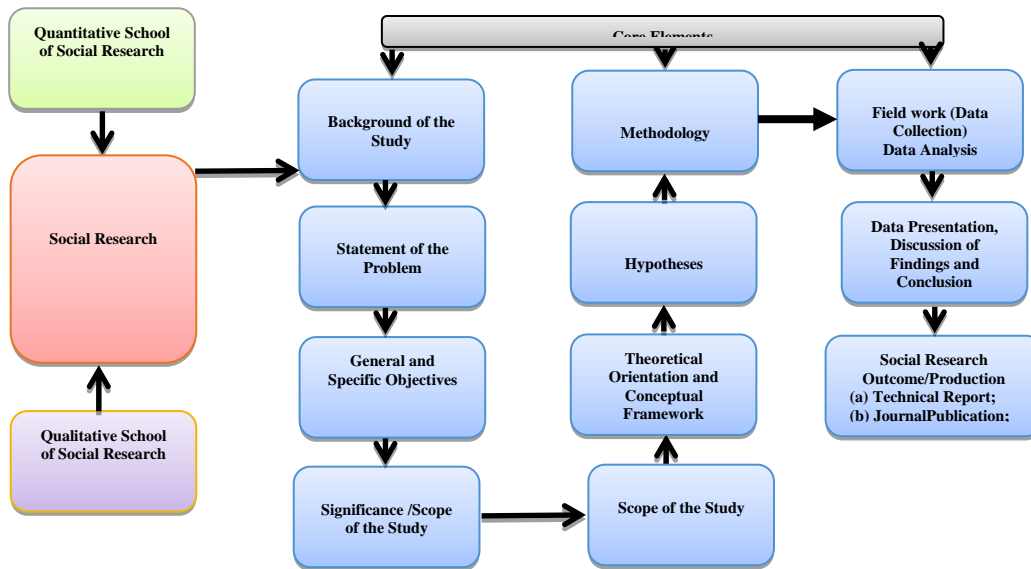 Quantitative School
of Social Research
Social Research
Qualitative School
of Social Research
Core Elements
Background of the
Study
Statement of the
Problem
General and
Specific Objectives
Significance /Scope
of the Study
Scope of the Study
Theoretical
Orientation and
Conceptual
Framework
Hypotheses
Methodology
Field work (Data
Collection)
Data Analysis
Data Presentation,
Discussion of
Findings and
Conclusion
Social Research
Outcome/Production
(a) Technical Report;
(b) JournalPublication;